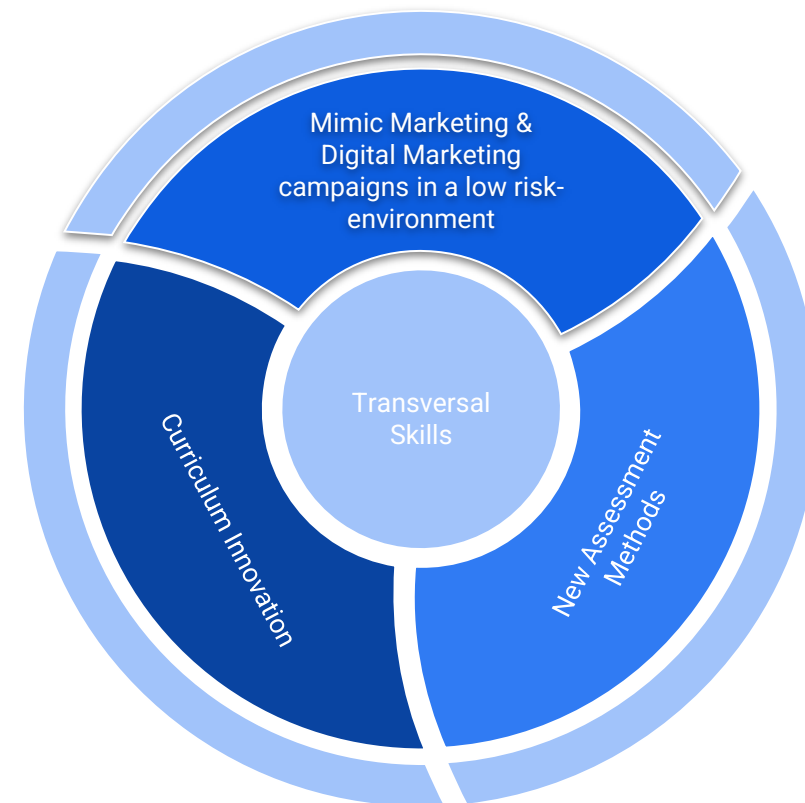 Mimic Marketing &
Digital Marketing
campaigns in a low risk-
environment
Transversal
Skills
Curriculum Innovation
New Assessment
Methods